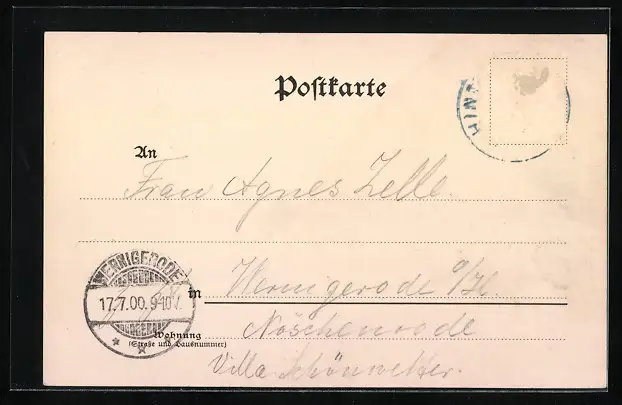 Postkarte
An
Frau Agnes Zelle.
WERNIGERODE
17.7.00.9-10V.
in Wernigerode a/H.
Wohnung
(Straße und Hausnummer)
Nöschenrode
Villa Schönwetter.